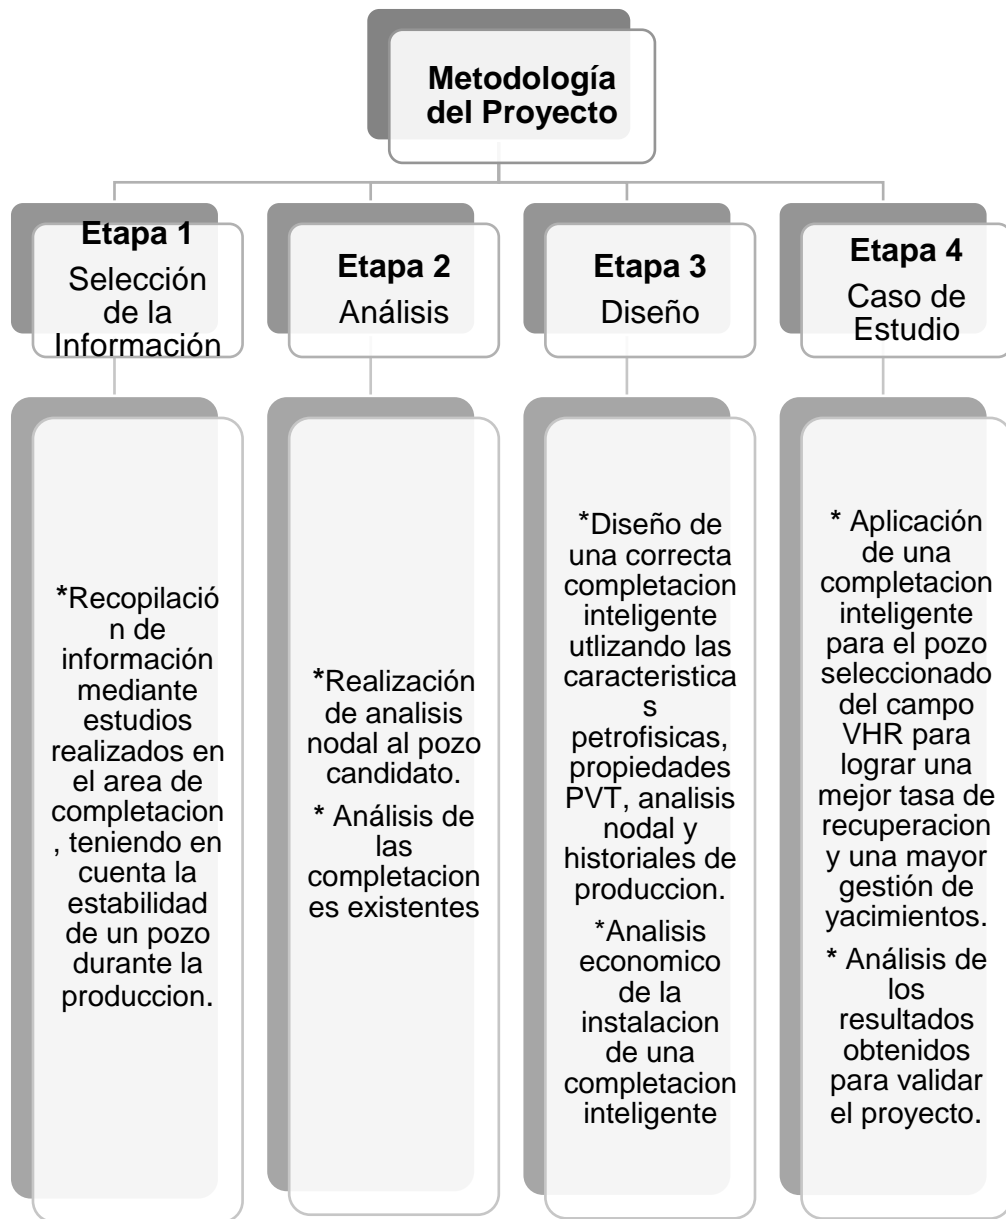 Metodología
del Proyecto
Etapa 1
Selección
de la
Información
Etapa 2
Análisis
Etapa 3
Diseño
Etapa 4
Caso de
Estudio
*Recopilació
n de
información
mediante
estudios
realizados en
el area de
completacion
, teniendo en
cuenta la
estabilidad
de un pozo
durante la
produccion.
*Realización
de analisis
nodal al pozo
candidato.
* Análisis de
las
completacion
es existentes
*Diseño de
una correcta
completacion
inteligente
utlizando las
caracteristica
s
petrofisicas,
propiedades
PVT, analisis
nodal y
historiales de
produccion.
*Analisis
economico
de la
instalacion
de una
completacion
inteligente
* Aplicación
de una
completacion
inteligente
para el pozo
seleccionado
del campo
VHR para
lograr una
mejor tasa de
recuperacion
y una mayor
gestión de
yacimientos.
* Análisis de
los
resultados
obtenidos
para validar
el proyecto.